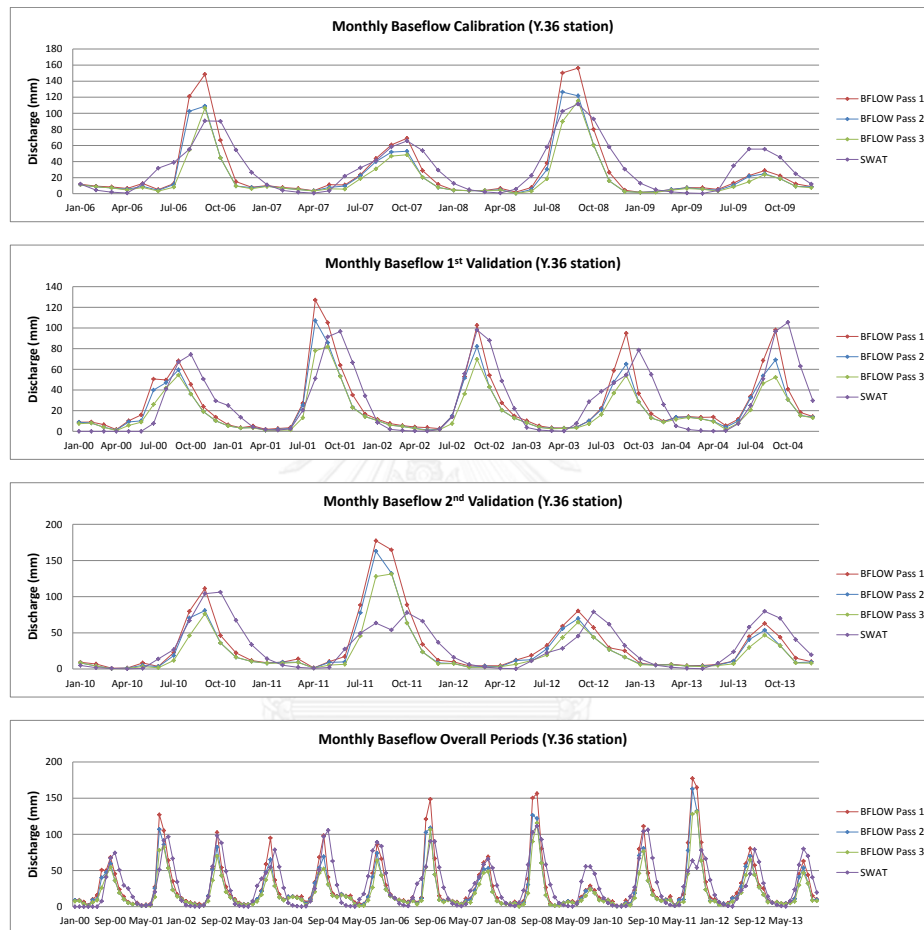 Monthly Baseflow Calibration (Y.36 station)
Discharge (mm)
180
160
140
120
100
80
60
40
20
0
Jan-06 Apr-06 Jul-06 Oct-06 Jan-07 Apr-07 Jul-07 Oct-07 Jan-08 Apr-08 Jul-08 Oct-08 Jan-09 Apr-09 Jul-09 Oct-09
BFLOW Pass 1
BFLOW Pass 2
BFLOW Pass 3
SWAT
Monthly Baseflow 1st Validation (Y.36 station)
Discharge (mm)
140
120
100
80
60
40
20
0
Jan-00 Apr-00 Jul-00 Oct-00 Jan-01 Apr-01 Jul-01 Oct-01 Jan-02 Apr-02 Jul-02 Oct-02 Jan-03 Apr-03 Jul-03 Oct-03 Jan-04 Apr-04 Jul-04 Oct-04
BFLOW Pass 1
BFLOW Pass 2
BFLOW Pass 3
SWAT
Monthly Baseflow 2nd Validation (Y.36 station)
Discharge (mm)
200
150
100
50
0
Jan-10 Apr-10 Jul-10 Oct-10 Jan-11 Apr-11 Jul-11 Oct-11 Jan-12 Apr-12 Jul-12 Oct-12 Jan-13 Apr-13 Jul-13 Oct-13
BFLOW Pass 1
BFLOW Pass 2
BFLOW Pass 3
SWAT
Monthly Baseflow Overall Periods (Y.36 station)
Discharge (mm)
200
150
100
50
0
Jan-00 Sep-00 May-01 Jan-02 Sep-02 May-03 Jan-04 Sep-04 May-05 Jan-06 Sep-06 May-07 Jan-08 Sep-08 May-09 Jan-10 Sep-10 May-11 Jan-12 Sep-12 May-13
BFLOW Pass 1
BFLOW Pass 2
BFLOW Pass 3
SWAT